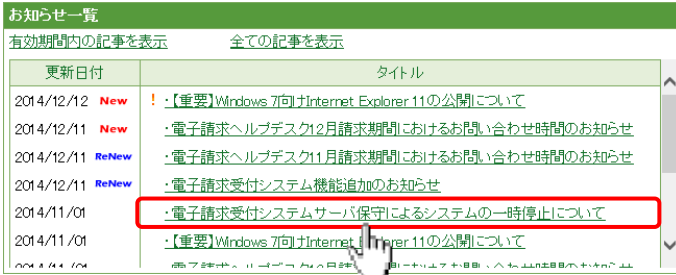 お知らせ一覧
有効期間内の記事を表示 全ての記事を表示
更新日付 タイトル
2014/12/12 New ! ・【重要】Windows 7向けInternet Explorer 11の公開について
2014/12/11 New ・電子請求ヘルプデスク12月請求期間におけるお問い合わせ時間のお知らせ
2014/12/11 ReNew ・電子請求ヘルプデスク11月請求期間におけるお問い合わせ時間のお知らせ
2014/12/11 ReNew ・電子請求受付システム機能追加のお知らせ
2014/11/01 ・電子請求受付システムサーバ保守によるシステムの一時停止について
2014/11/01 ・【重要】Windows 7向けInternet Explorer 11の公開について